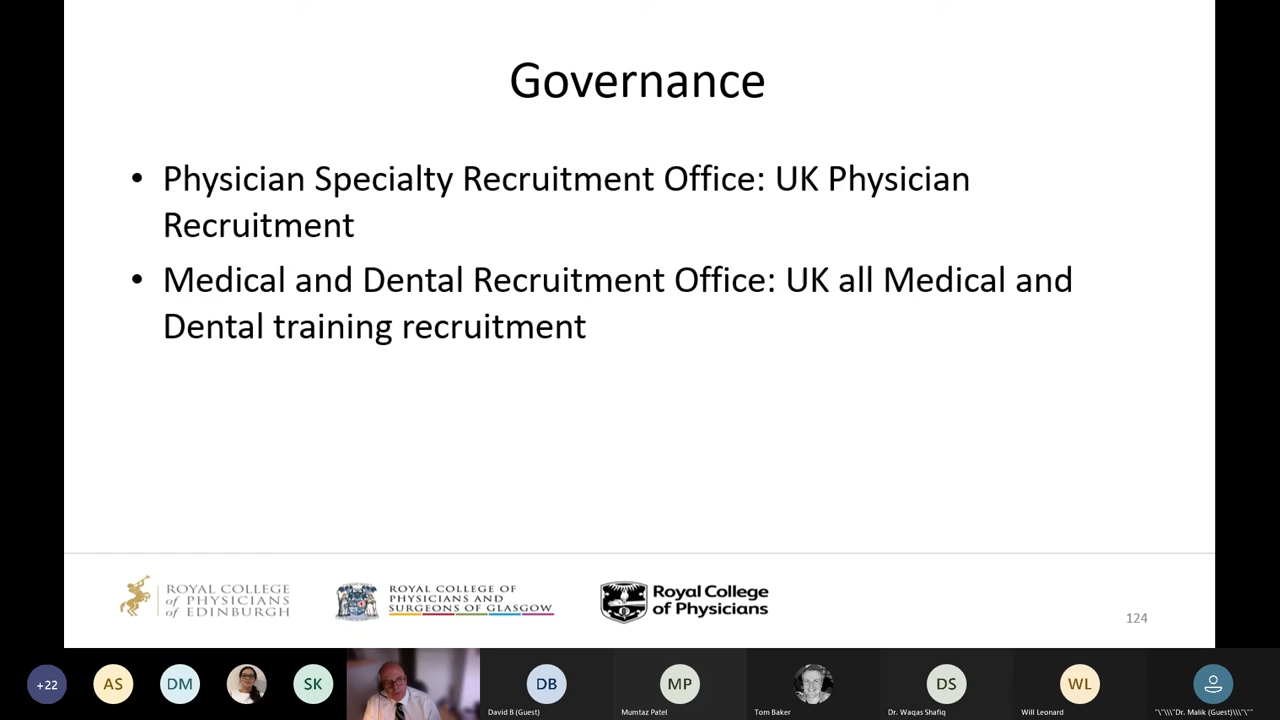 Governance
• Physician Specialty Recruitment Office: UK Physician
Recruitment
• Medical and Dental Recruitment Office: UK all Medical and
Dental training recruitment
ROYAL COLLEGE
of PHYSICIANS
of EDINBURGH
ROYAL COLLEGE OF
PHYSICIANS AND
SURGEONS OF GLASGOW
Royal College
of Physicians
124
+22
AS
DM
SK
DB
MP
DS
WL
David B (Guest)
Mumtaz Patel
Tom Baker
Dr. Waqas Shafiq
Will Leonard
"\"\\\"Dr. Malik (Guest)\\\"\""